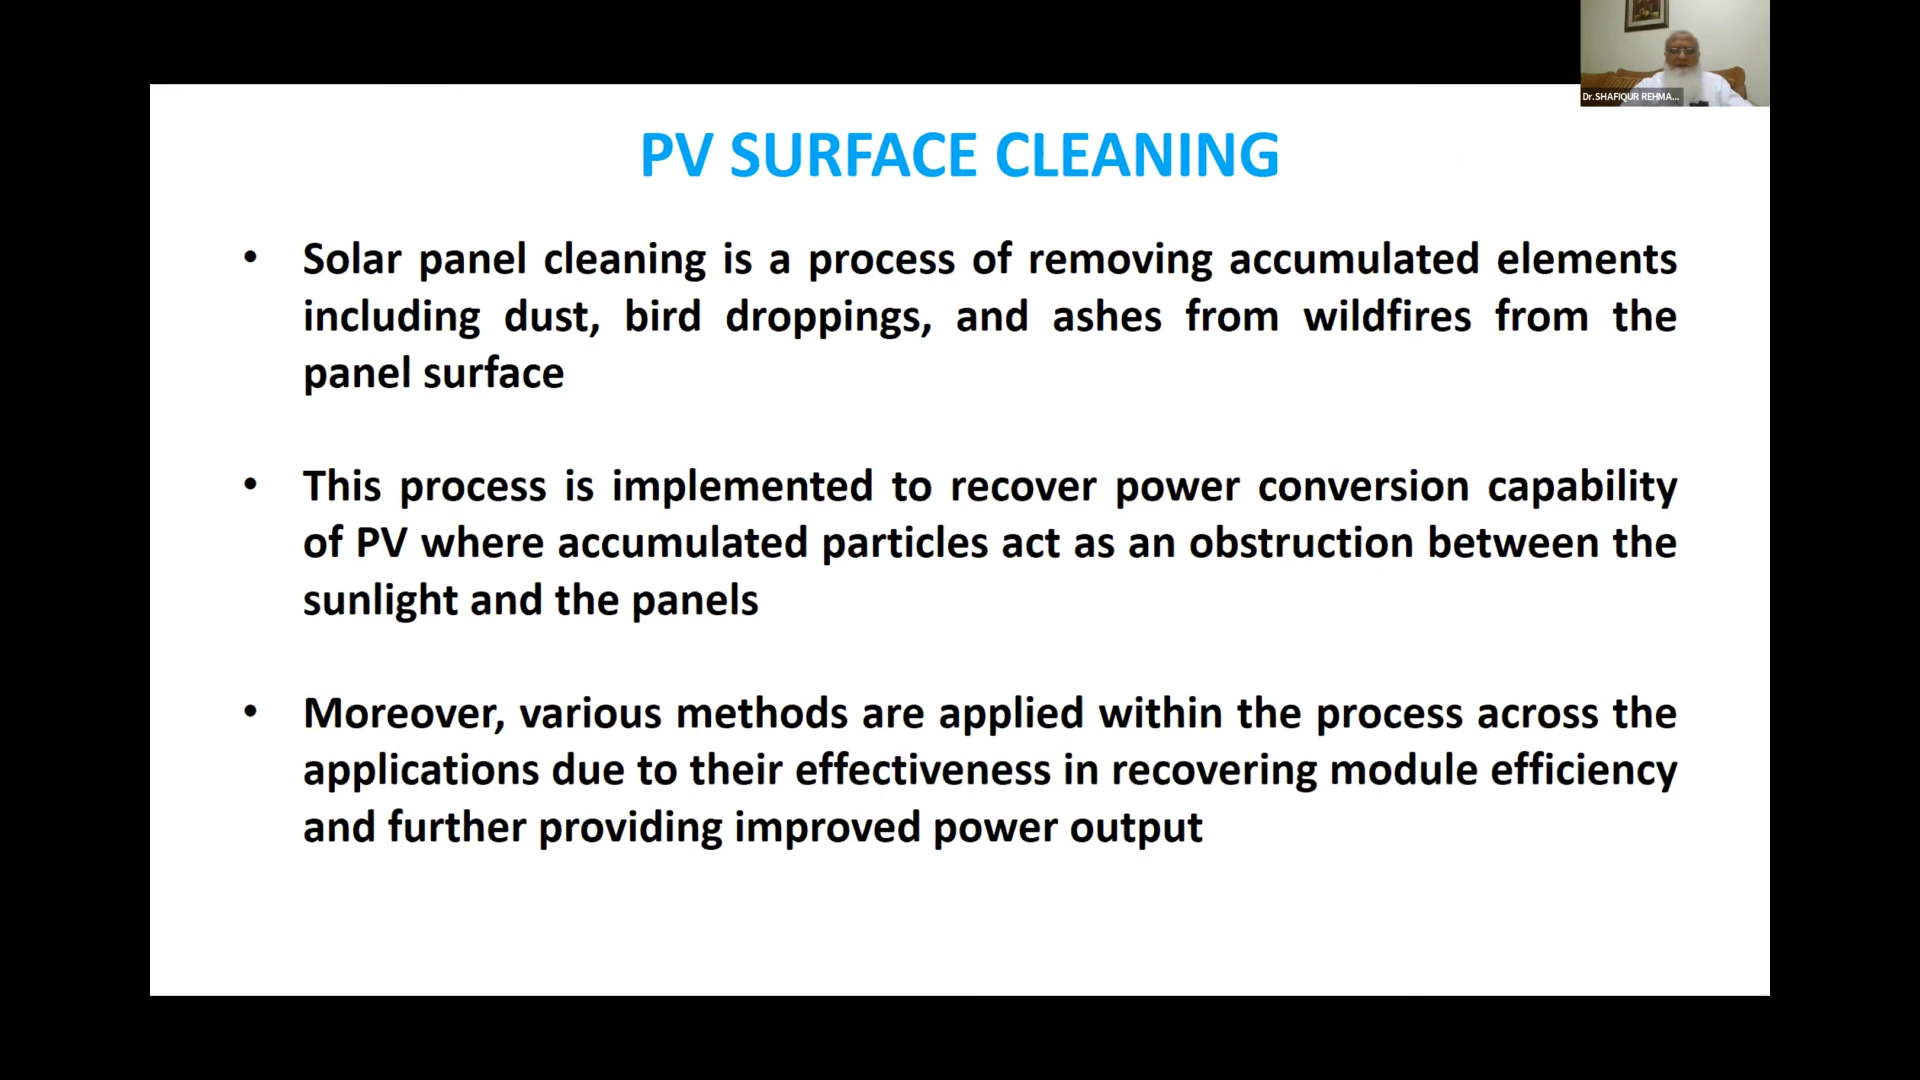 Dr.SHAFIQUR REHMA...
PV SURFACE CLEANING
• Solar panel cleaning is a process of removing accumulated elements
including dust, bird droppings, and ashes from wildfires from the
panel surface
• This process is implemented to recover power conversion capability
of PV where accumulated particles act as an obstruction between the
sunlight and the panels
• Moreover, various methods are applied within the process across the
applications due to their effectiveness in recovering module efficiency
and further providing improved power output